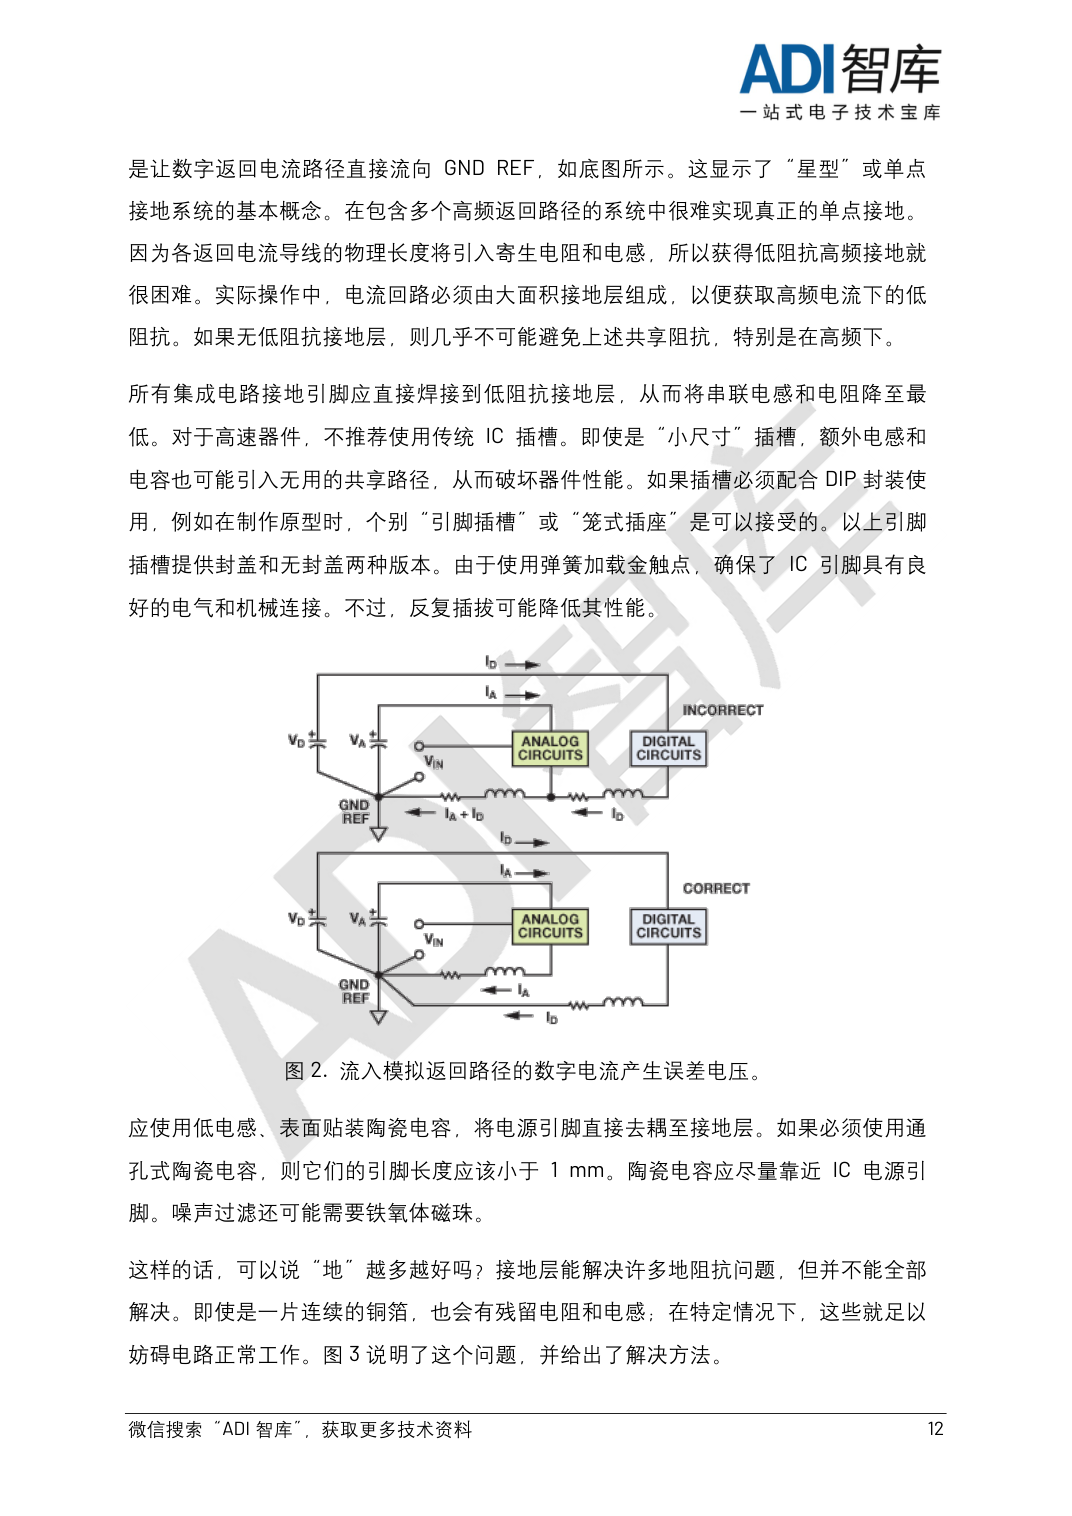 ADI智库
一站式电子技术宝库
是让数字返回电流路径直接流向 GND REF，如底图所示。这显示了“星型”或单点
接地系统的基本概念。在包含多个高频返回路径的系统中很难实现真正的单点接地。
因为各返回电流导线的物理长度将引入寄生电阻和电感，所以获得低阻抗高频接地就
很困难。实际操作中，电流回路必须由大面积接地层组成，以便获取高频电流下的低
阻抗。如果无低阻抗接地层，则几乎不可能避免上述共享阻抗，特别是在高频下。
所有集成电路接地引脚应直接焊接到低阻抗接地层，从而将串联电感和电阻降至最
低。对于高速器件，不推荐使用传统 IC 插槽。即使是“小尺寸”插槽，额外电感和
电容也可能引入无用的共享路径，从而破坏器件性能。如果插槽必须配合 DIP 封装使
用，例如在制作原型时，个别“引脚插槽”或“笼式插座”是可以接受的。以上引脚
插槽提供封盖和无封盖两种版本。由于使用弹簧加载金触点，确保了 IC 引脚具有良
好的电气和机械连接。不过，反复插拔可能降低其性能。
ADI智库
ID
IA
INCORRECT
VD + VA +
VIN
ANALOG
CIRCUITS
DIGITAL
CIRCUITS
GND
REF
IA + ID
ID
ID
IA
CORRECT
VD + VA +
VIN
ANALOG
CIRCUITS
DIGITAL
CIRCUITS
GND
REF
IA
ID
图 2. 流入模拟返回路径的数字电流产生误差电压。
应使用低电感、表面贴装陶瓷电容，将电源引脚直接去耦至接地层。如果必须使用通
孔式陶瓷电容，则它们的引脚长度应该小于 1 mm。陶瓷电容应尽量靠近 IC 电源引
脚。噪声过滤还可能需要铁氧体磁珠。
这样的话，可以说“地”越多越好吗？接地层能解决许多地阻抗问题，但并不能全部
解决。即使是一片连续的铜箔，也会有残留电阻和电感；在特定情况下，这些就足以
妨碍电路正常工作。图 3 说明了这个问题，并给出了解决方法。
微信搜索“ADI 智库”，获取更多技术资料
12